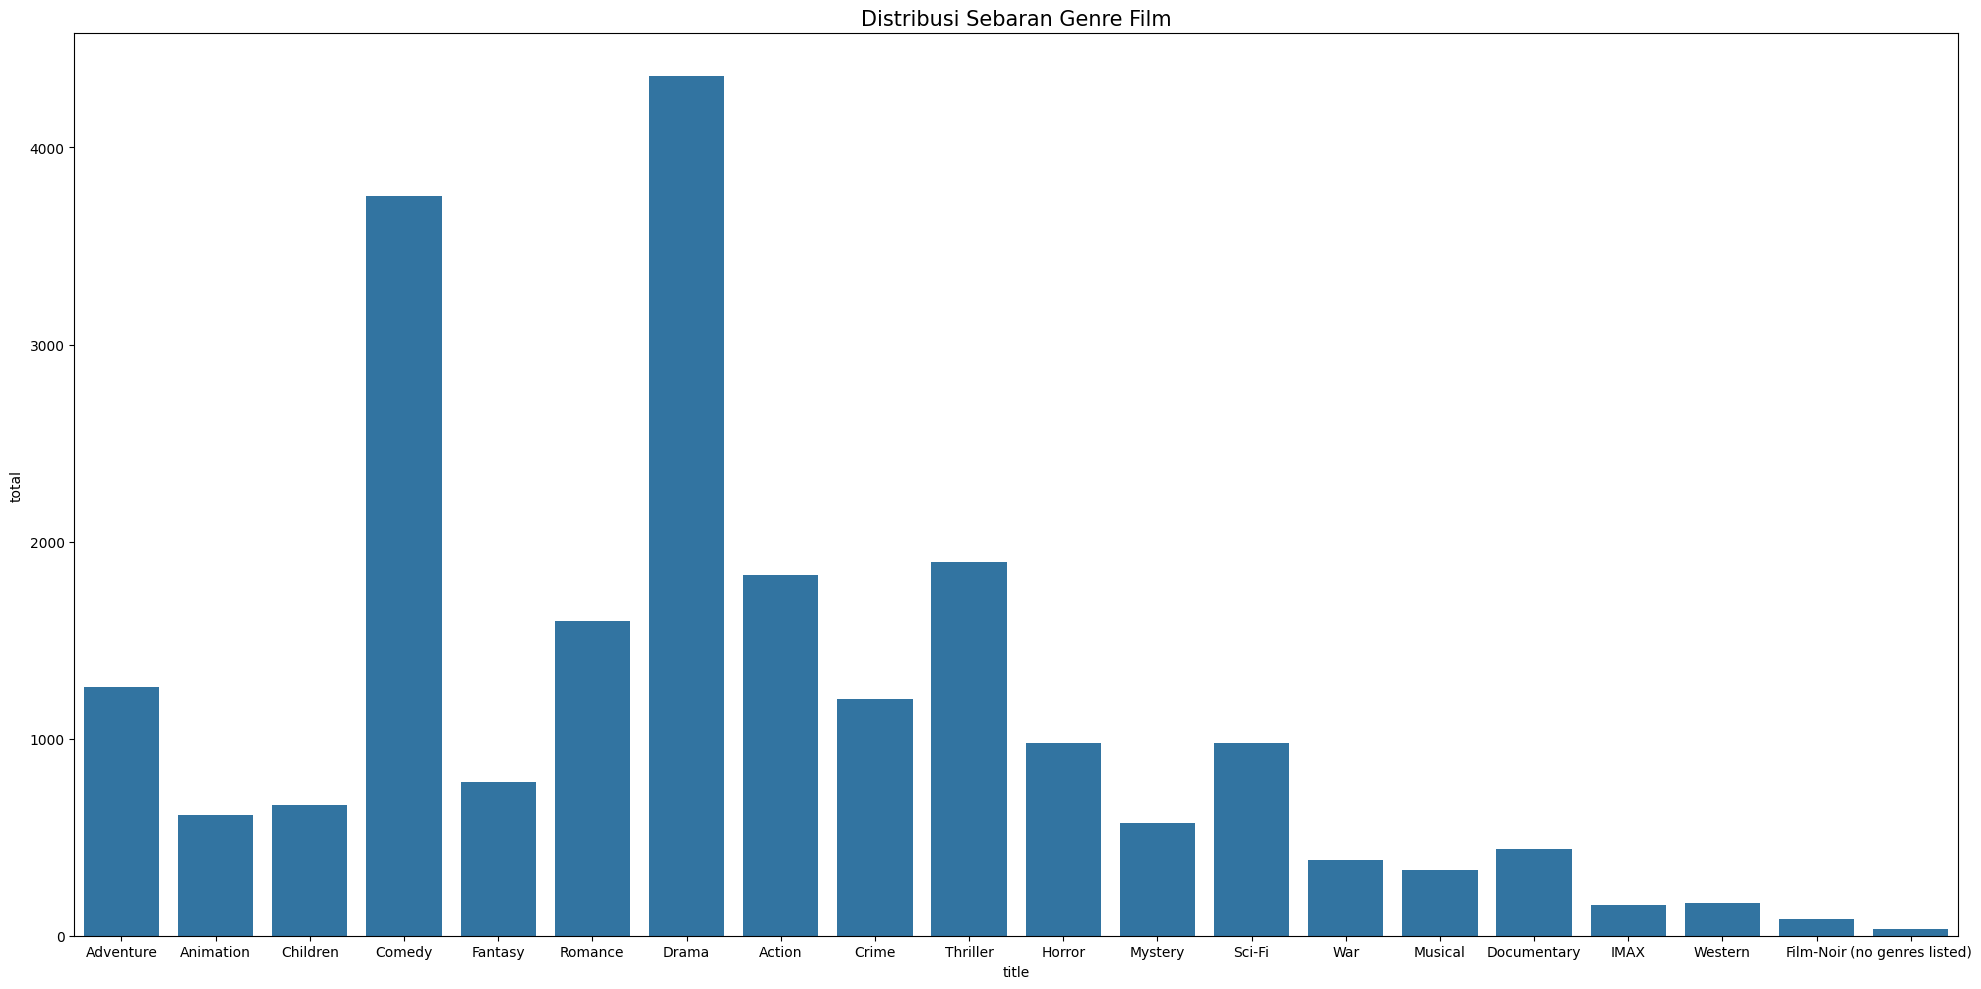 Distribusi Sebaran Genre Film
total
4000
3000
2000
1000
0
Adventure Animation Children Comedy Fantasy Romance Drama Action Crime Thriller Horror Mystery Sci-Fi War Musical Documentary IMAX Western Film-Noir (no genres listed)
title